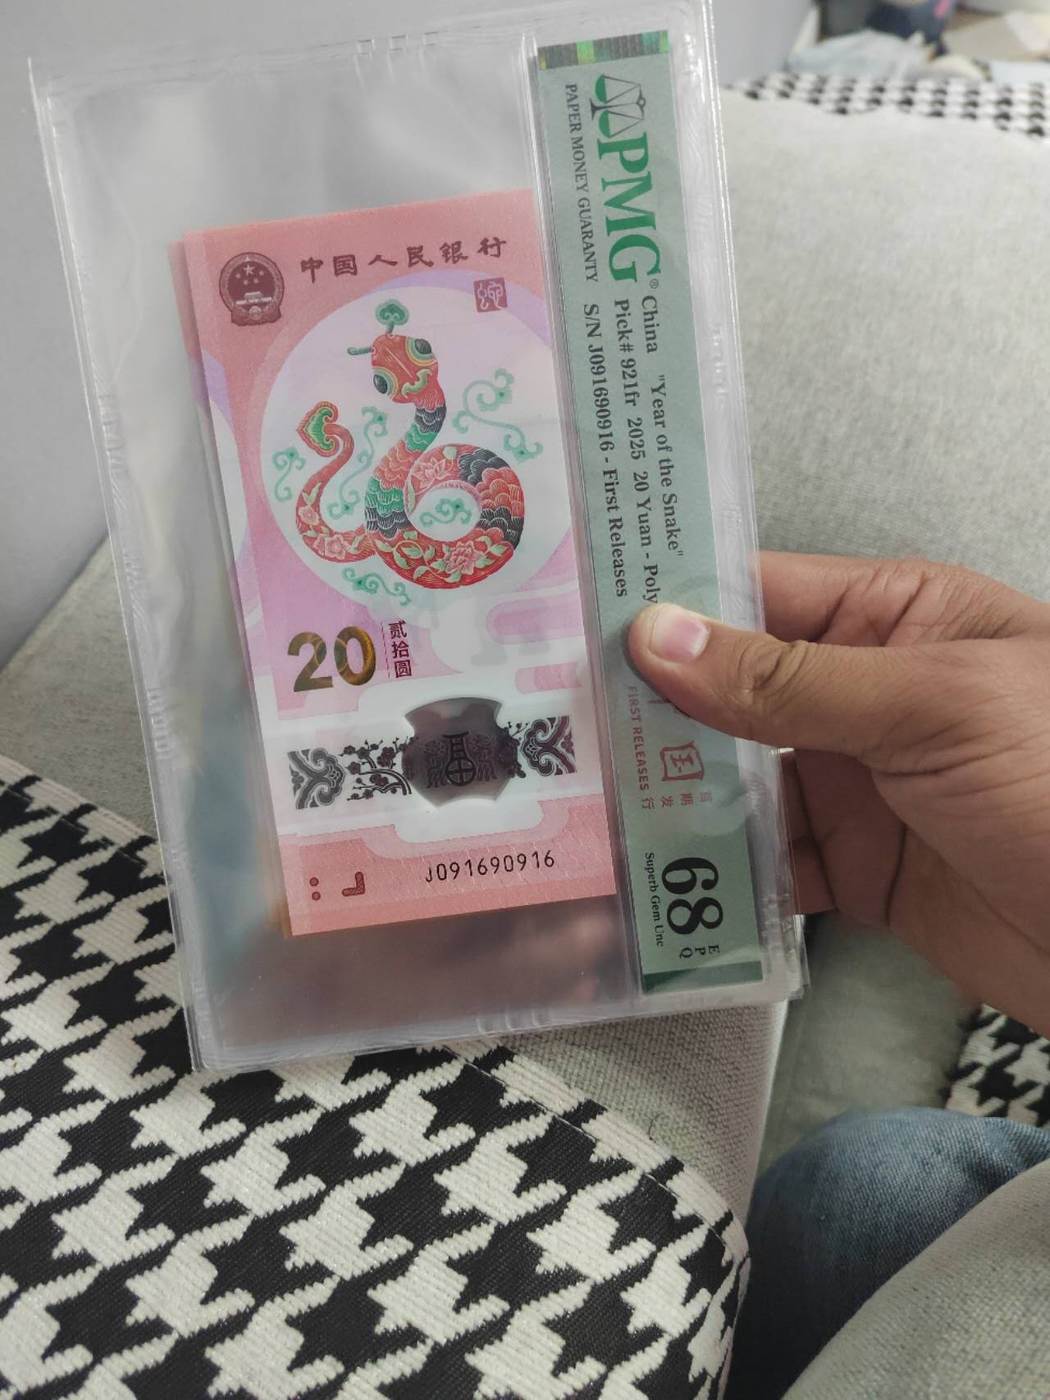 中国人民银行
20
贰拾圆
J091690916
PMG®
PAPER MONEY GUARANTY
China "Year of the Snake"
Pick# 921fr 2025 20 Yuan - Poly
S/N J091690916 - First Releases
FIRST RELEASES
首期发行
68
EPQ
Superb Gem Unc